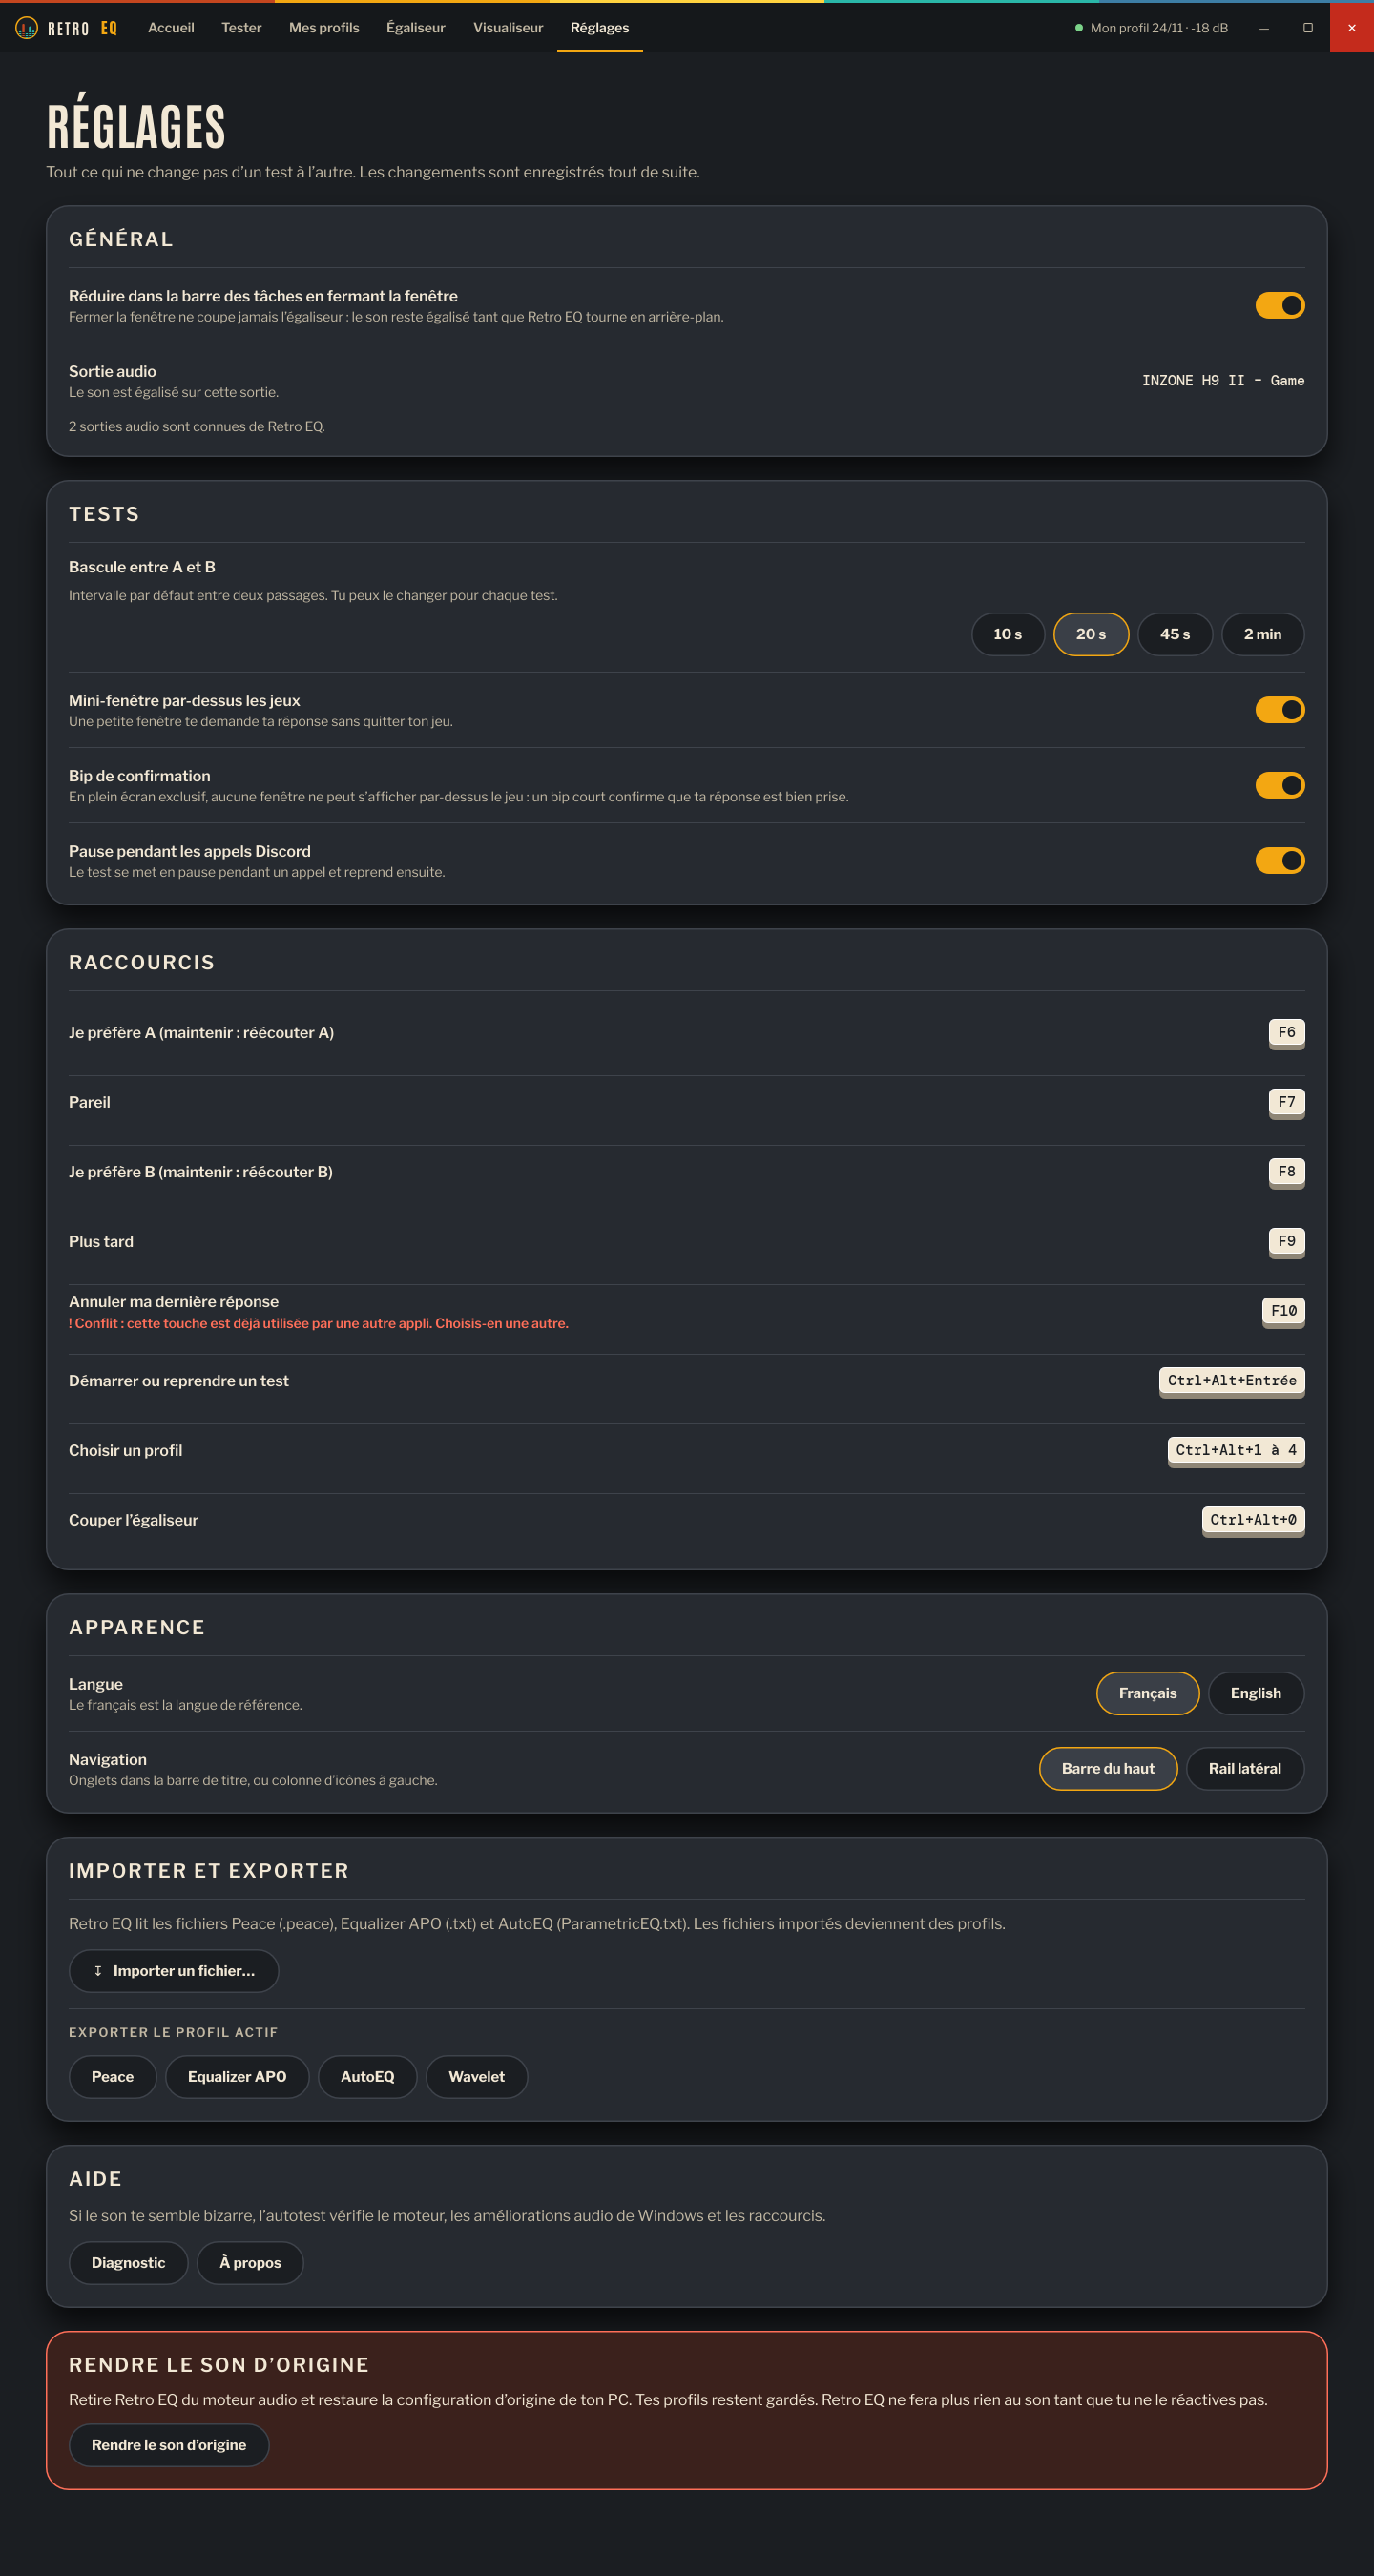 RETRO EQ Accueil Tester Mes profils Égaliseur Visualiseur Réglages Mon profil 24/11 · -18 dB
RÉGLAGES
Tout ce qui ne change pas d’un test à l’autre. Les changements sont enregistrés tout de suite.
GÉNÉRAL
Réduire dans la barre des tâches en fermant la fenêtre
Fermer la fenêtre ne coupe jamais l’égaliseur : le son reste égalisé tant que Retro EQ tourne en arrière-plan.
Sortie audio
Le son est égalisé sur cette sortie.
INZONE H9 II – Game
2 sorties audio sont connues de Retro EQ.
TESTS
Bascule entre A et B
Intervalle par défaut entre deux passages. Tu peux le changer pour chaque test.
10 s 20 s 45 s 2 min
Mini-fenêtre par-dessus les jeux
Une petite fenêtre te demande ta réponse sans quitter ton jeu.
Bip de confirmation
En plein écran exclusif, aucune fenêtre ne peut s’afficher par-dessus le jeu : un bip court confirme que ta réponse est bien prise.
Pause pendant les appels Discord
Le test se met en pause pendant un appel et reprend ensuite.
RACCOURCIS
Je préfère A (maintenir : réécouter A) F6
Pareil F7
Je préfère B (maintenir : réécouter B) F8
Plus tard F9
Annuler ma dernière réponse F10
! Conflit : cette touche est déjà utilisée par une autre appli. Choisis-en une autre.
Démarrer ou reprendre un test Ctrl+Alt+Entrée
Choisir un profil Ctrl+Alt+1 à 4
Couper l’égaliseur Ctrl+Alt+0
APPARENCE
Langue
Le français est la langue de référence.
Français English
Navigation
Onglets dans la barre de titre, ou colonne d’icônes à gauche.
Barre du haut Rail latéral
IMPORTER ET EXPORTER
Retro EQ lit les fichiers Peace (.peace), Equalizer APO (.txt) et AutoEQ (ParametricEQ.txt). Les fichiers importés deviennent des profils.
↧ Importer un fichier…
EXPORTER LE PROFIL ACTIF
Peace Equalizer APO AutoEQ Wavelet
AIDE
Si le son te semble bizarre, l’autotest vérifie le moteur, les améliorations audio de Windows et les raccourcis.
Diagnostic À propos
RENDRE LE SON D’ORIGINE
Retire Retro EQ du moteur audio et restaure la configuration d’origine de ton PC. Tes profils restent gardés. Retro EQ ne fera plus rien au son tant que tu ne le réactives pas.
Rendre le son d’origine